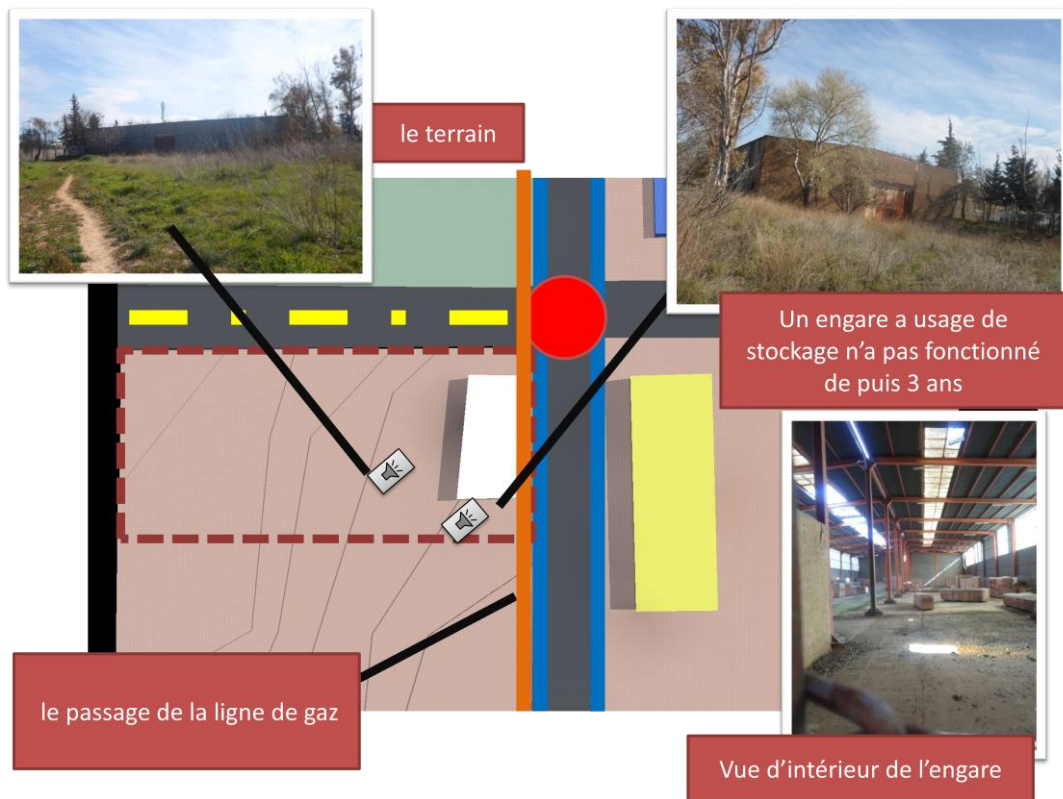 le terrain
Un engare a usage de
stockage n'a pas fonctionné
de puis 3 ans
le passage de la ligne de gaz
Vue d'intérieur de l'engare